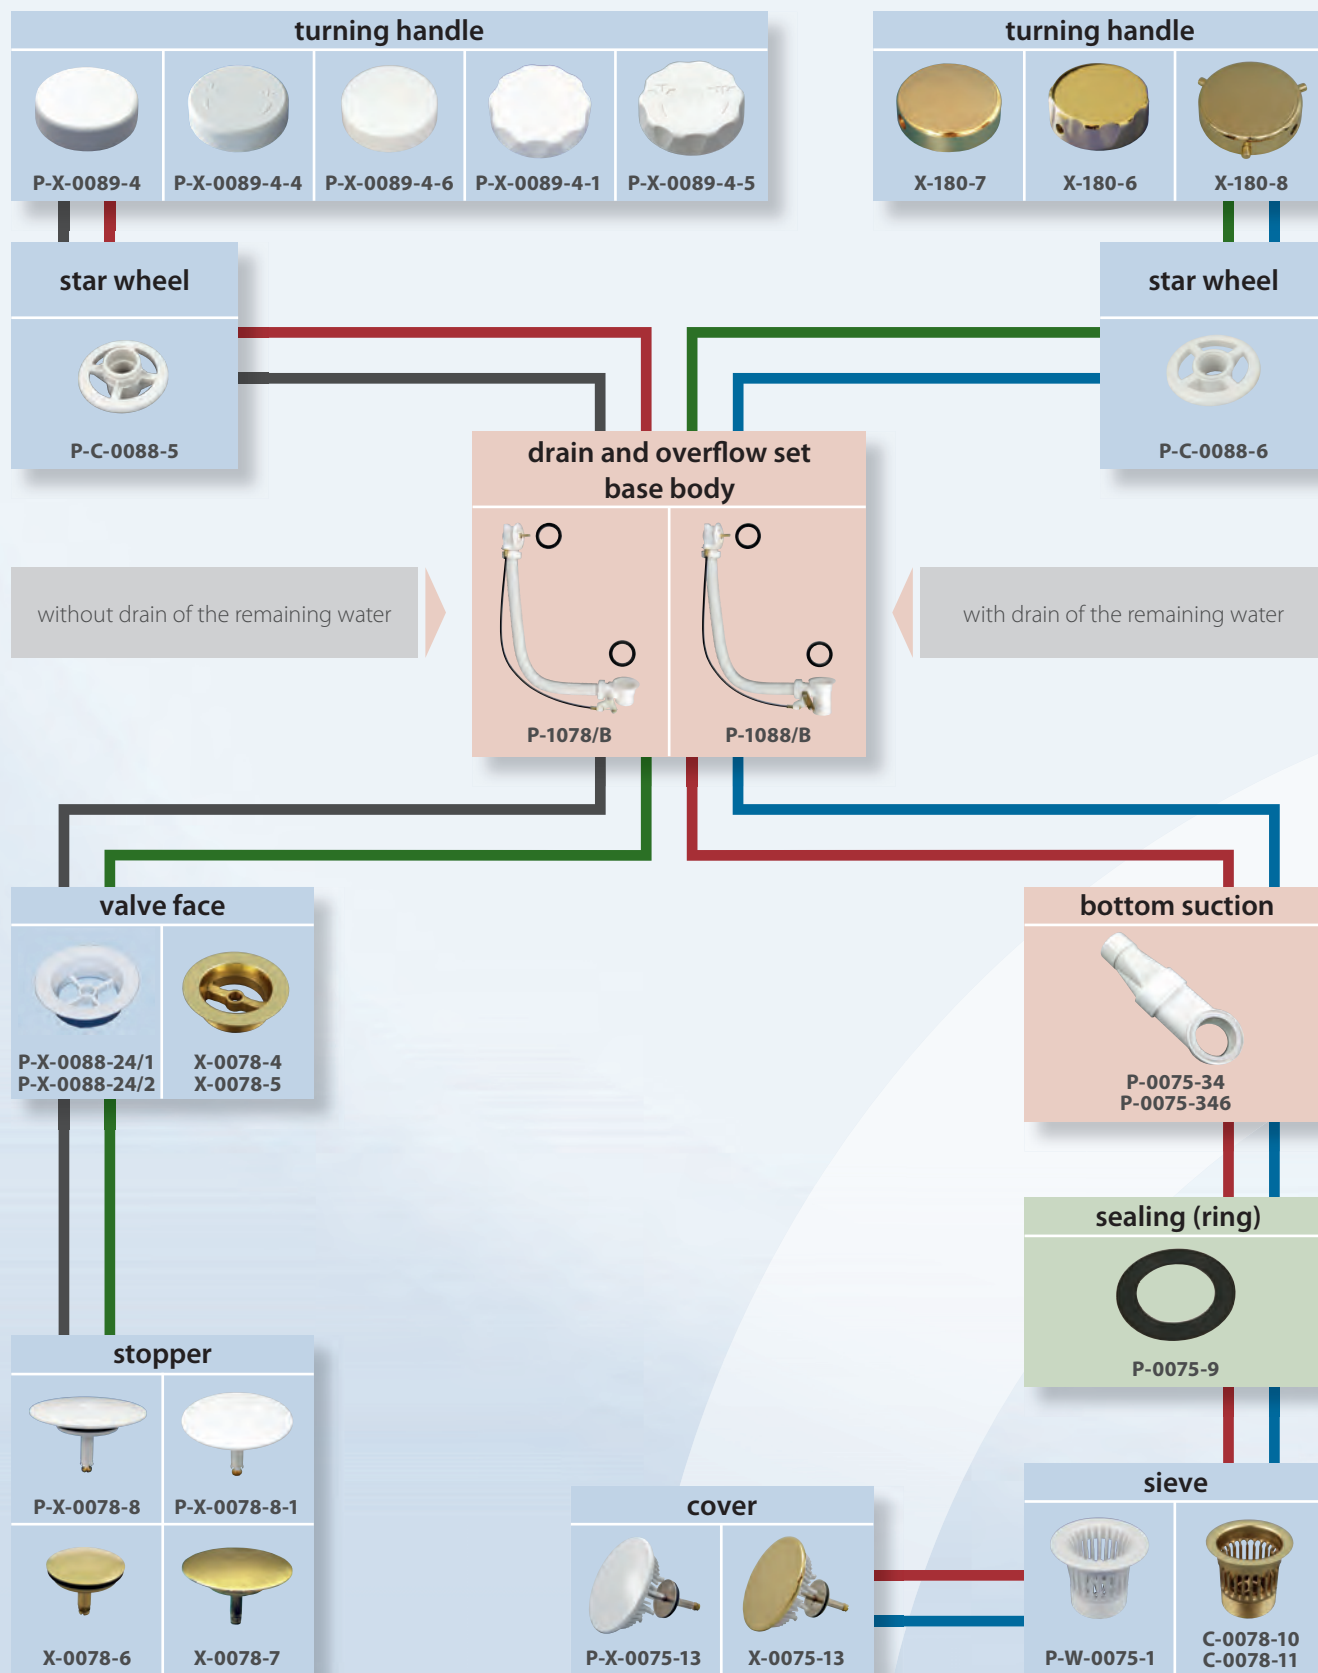 turning handle
P-X-0089-4
P-X-0089-4-4
P-X-0089-4-6
P-X-0089-4-1
P-X-0089-4-5
turning handle
X-180-7
X-180-6
X-180-8
star wheel
P-C-0088-5
star wheel
P-C-0088-6
drain and overflow set
base body
P-1078/B
P-1088/B
without drain of the remaining water
with drain of the remaining water
valve face
P-X-0088-24/1
P-X-0088-24/2
X-0078-4
X-0078-5
bottom suction
P-0075-34
P-0075-346
sealing (ring)
P-0075-9
stopper
P-X-0078-8
P-X-0078-8-1
X-0078-6
X-0078-7
cover
P-X-0075-13
X-0075-13
sieve
P-W-0075-1
C-0078-10
C-0078-11